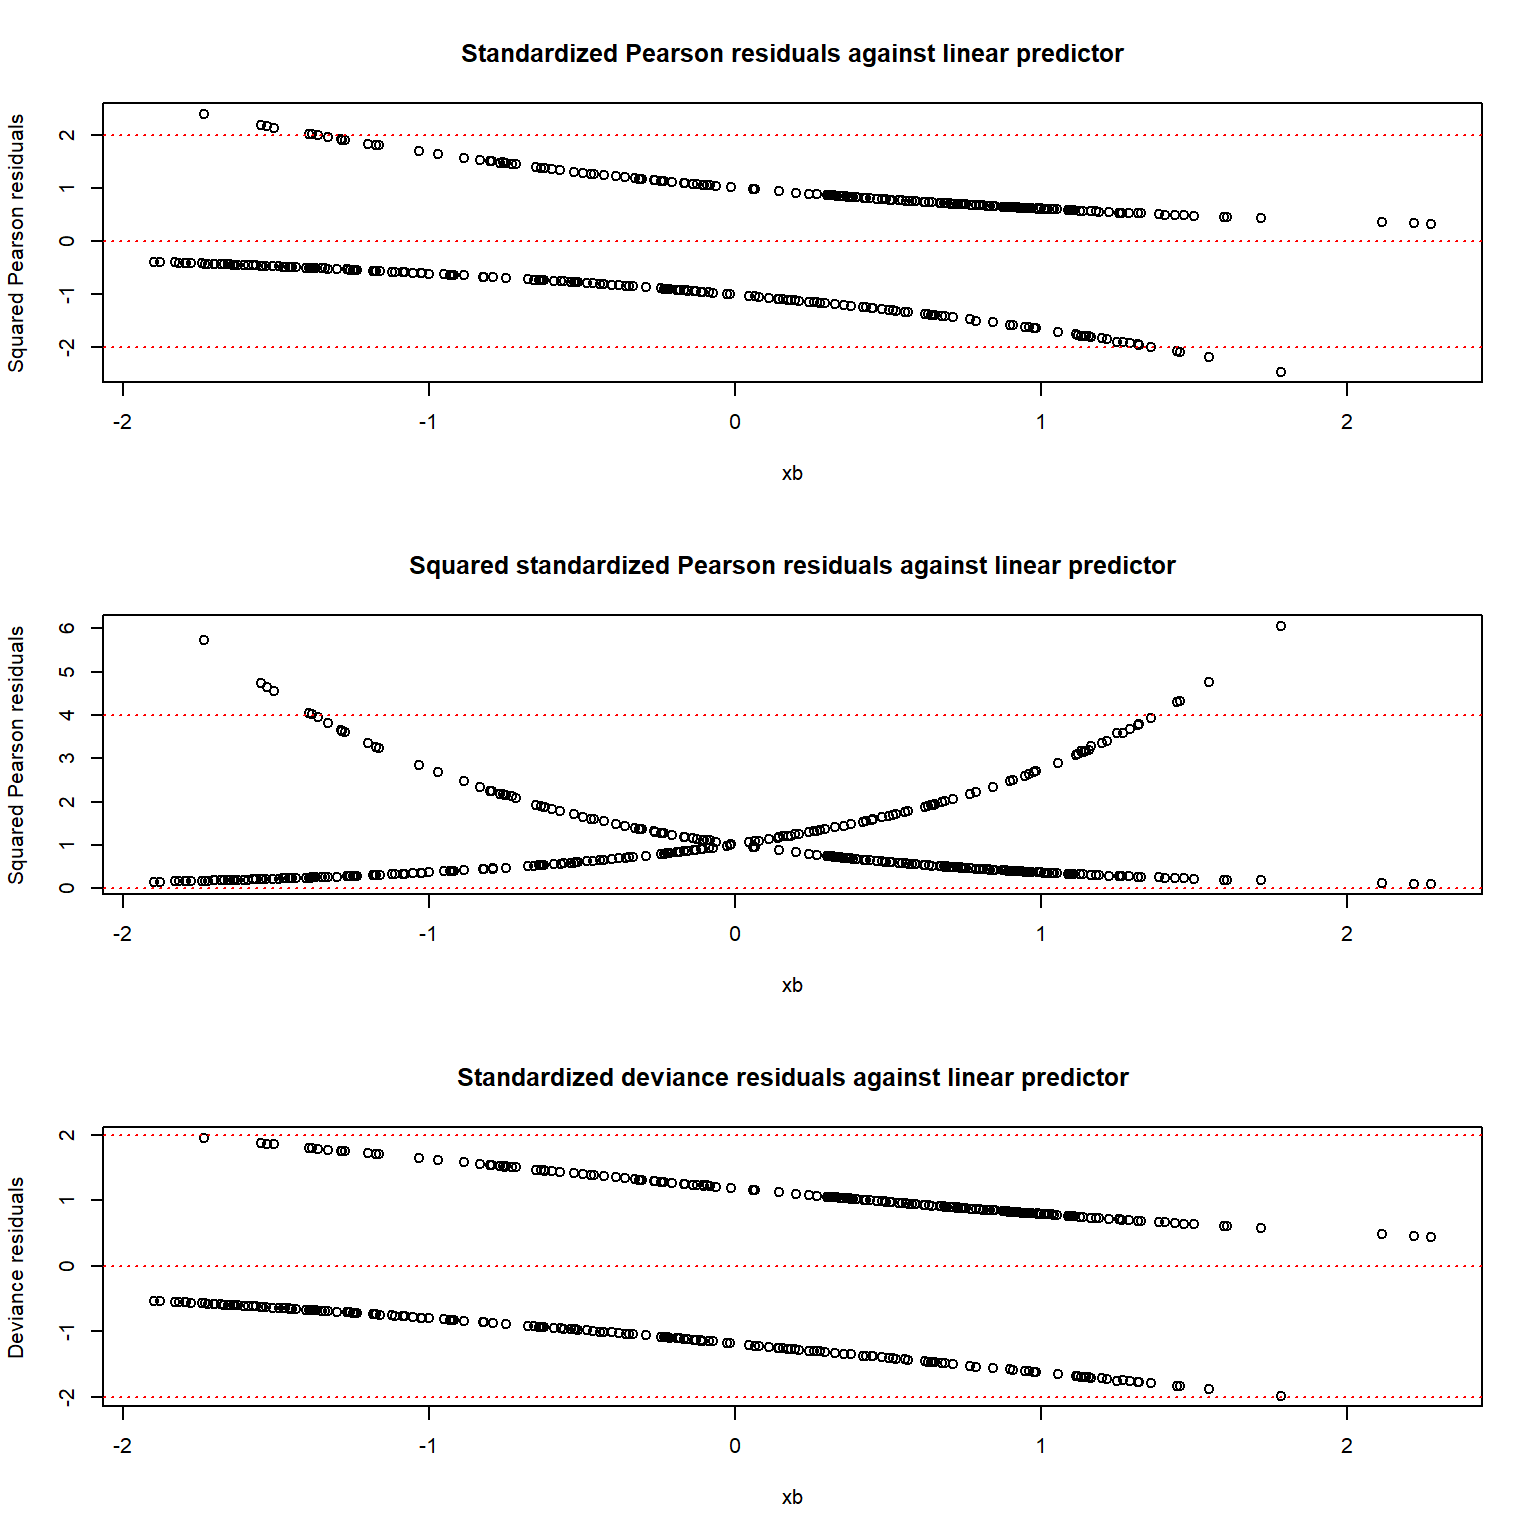 Standardized Pearson residuals against linear predictor
Squared Pearson residuals
2
1
0
-1
-2
-2 -1 0 1 2
xb
Squared standardized Pearson residuals against linear predictor
Squared Pearson residuals
6
5
4
3
2
1
0
-2 -1 0 1 2
xb
Standardized deviance residuals against linear predictor
Deviance residuals
2
1
0
-1
-2
-2 -1 0 1 2
xb